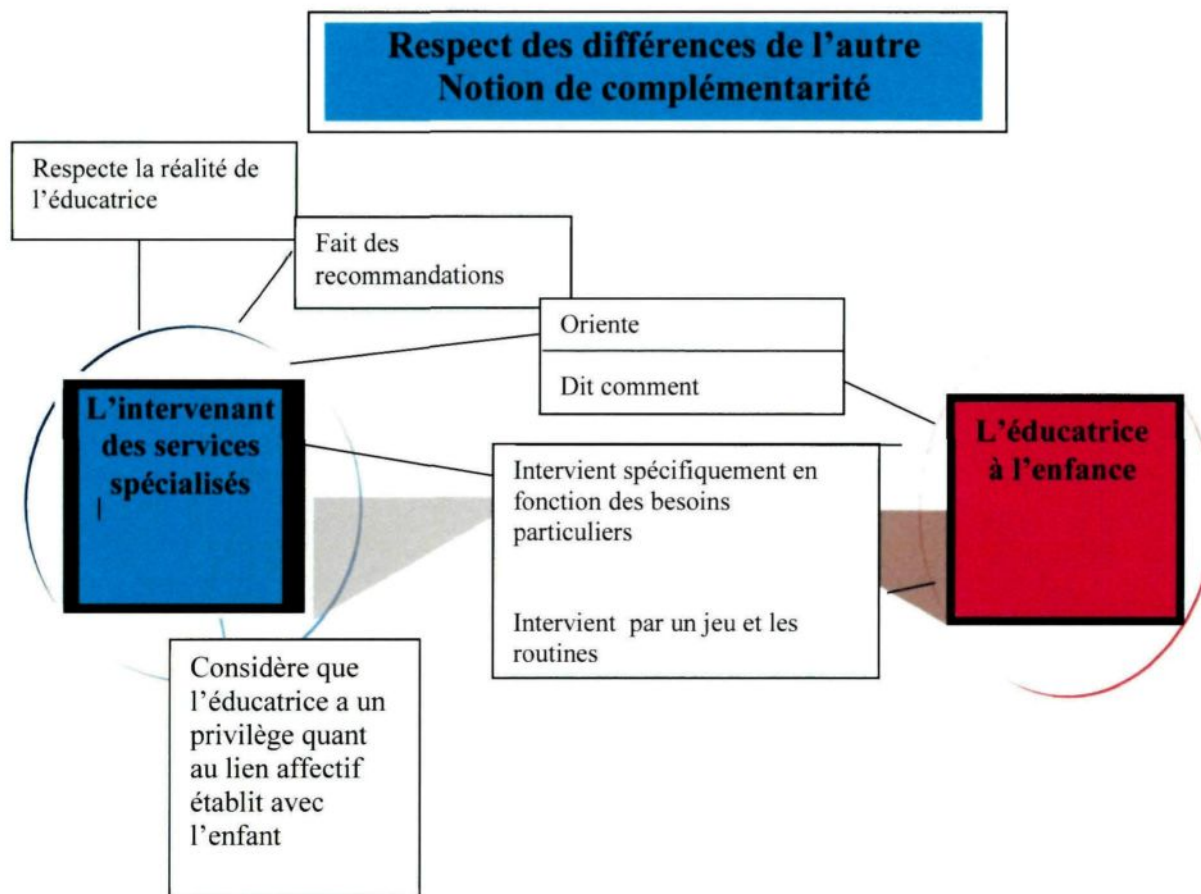 Respect des différences de l'autre
Notion de complémentarité
Respecte la réalité de
l'éducatrice
Fait des
recommandations
Oriente
Dit comment
L'intervenant
des services
spécialisés
L'éducatrice
à l'enfance
Intervient spécifiquement en
fonction des besoins
particuliers
Intervient par un jeu et les
routines
Considère que
l'éducatrice a un
privilège quant
au lien affectif
établit avec
l'enfant